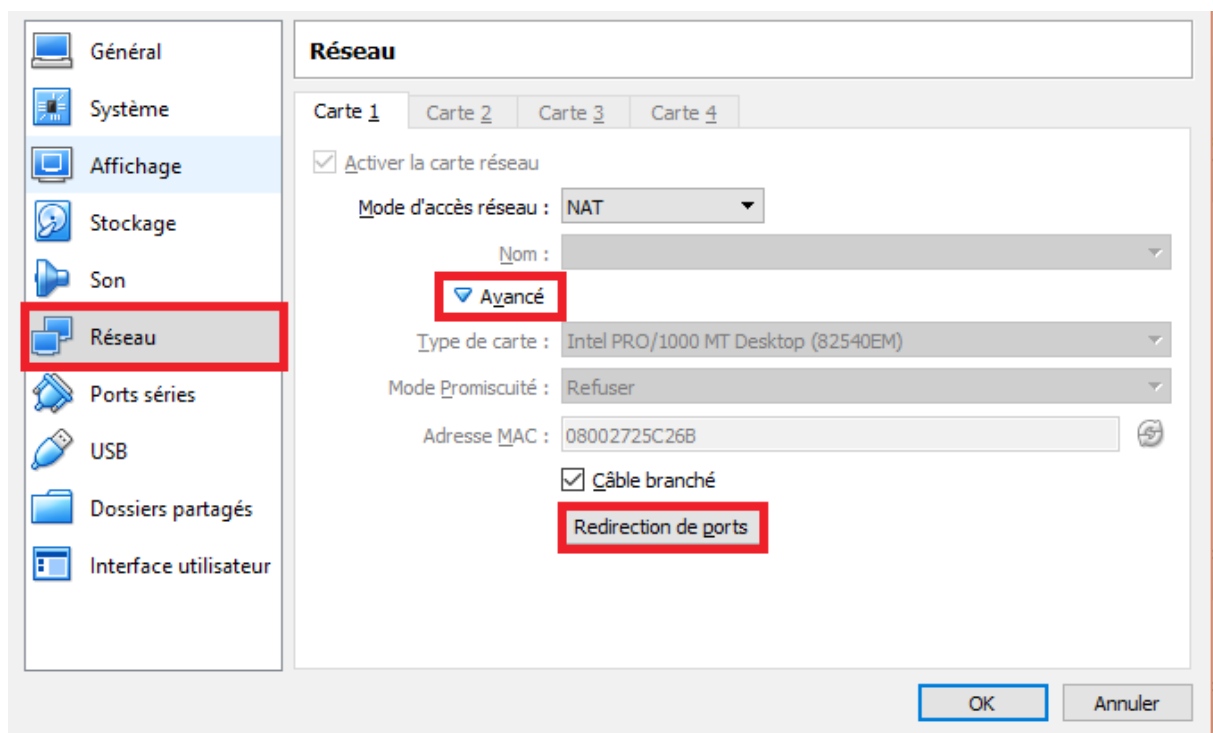 Général
Système
Affichage
Stockage
Son
Réseau
Ports séries
USB
Dossiers partagés
Interface utilisateur
Réseau
Carte 1 Carte 2 Carte 3 Carte 4
Activer la carte réseau
Mode d'accès réseau : NAT
Nom :
Avancé
Type de carte : Intel PRO/1000 MT Desktop (82540EM)
Mode Promiscuité : Refuser
Adresse MAC : 08002725C26B
Câble branché
Redirection de ports
OK Annuler